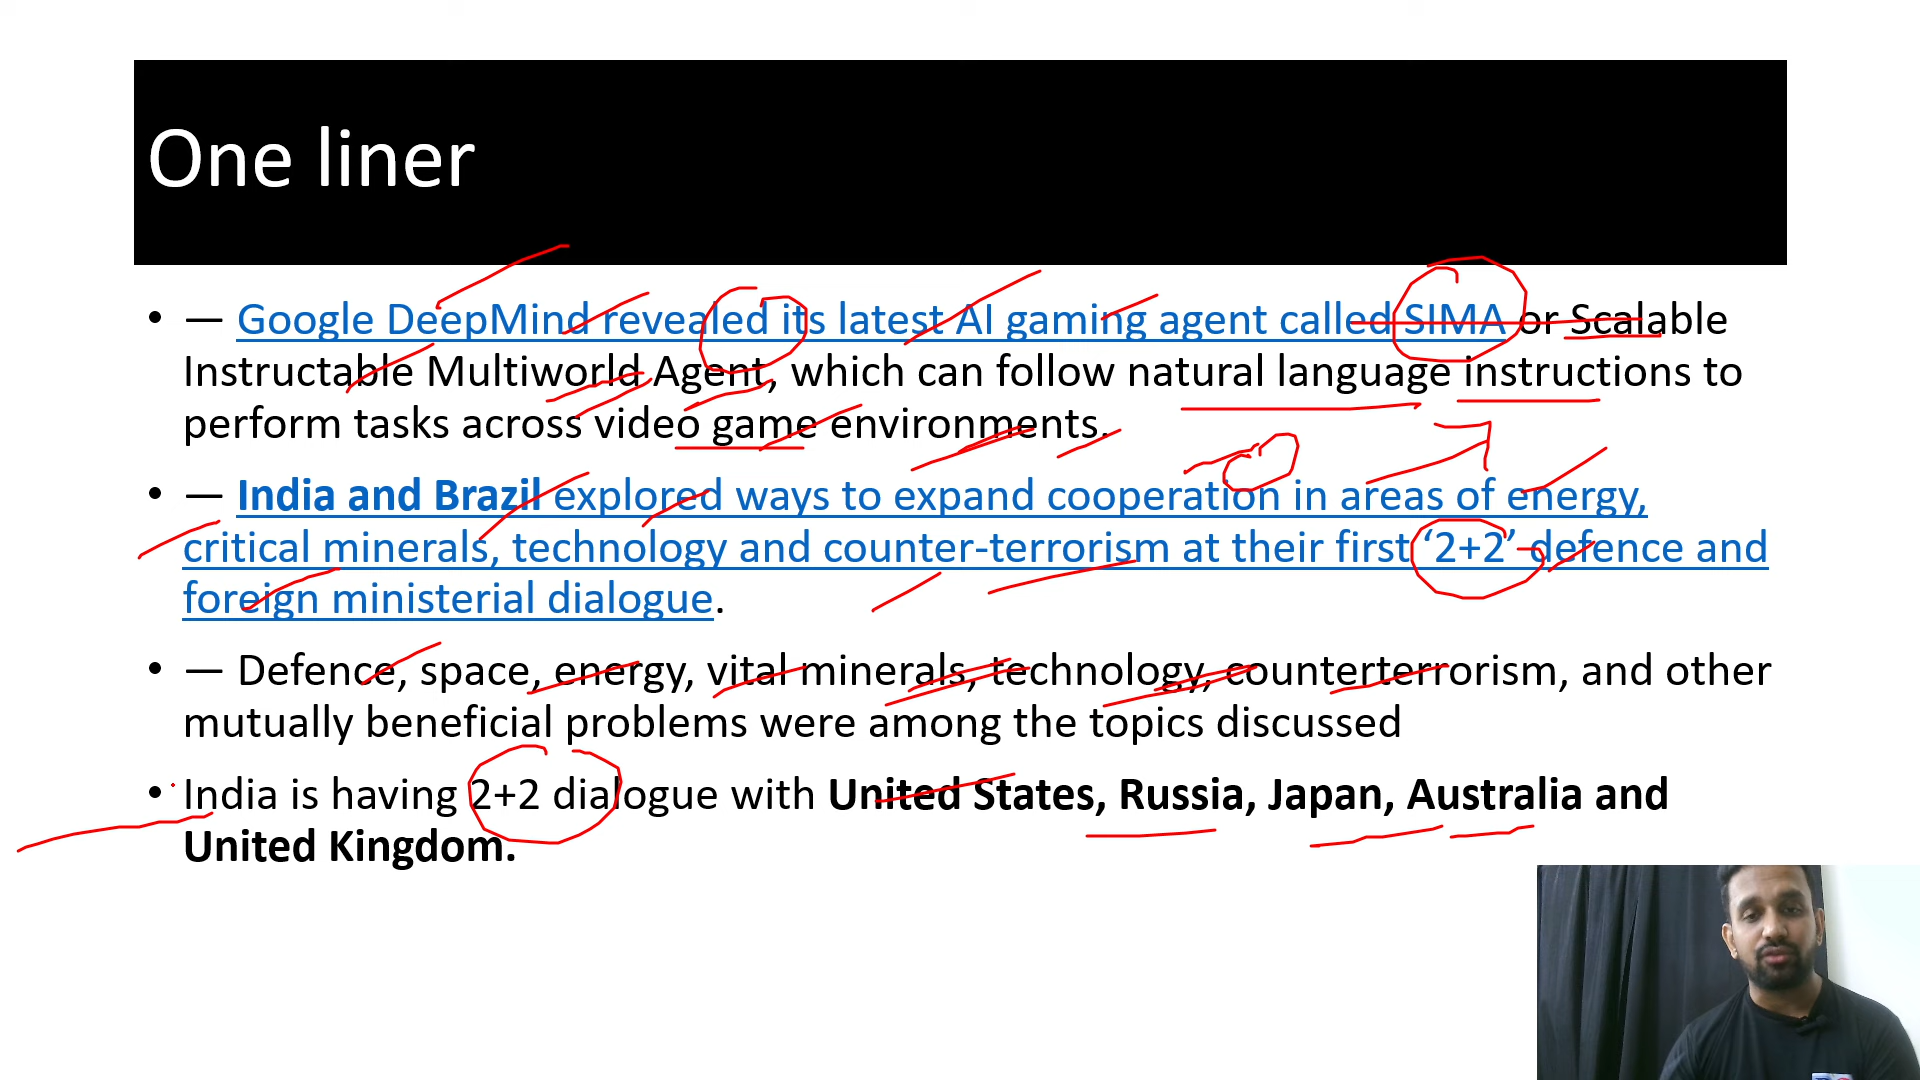 One liner
• — Google DeepMind revealed its latest AI gaming agent called SIMA or Scalable
Instructable Multiworld Agent, which can follow natural language instructions to
perform tasks across video game environments.
• — India and Brazil explored ways to expand cooperation in areas of energy,
critical minerals, technology and counter-terrorism at their first ‘2+2’ defence and
foreign ministerial dialogue.
• — Defence, space, energy, vital minerals, technology, counterterrorism, and other
mutually beneficial problems were among the topics discussed
• India is having 2+2 dialogue with United States, Russia, Japan, Australia and
United Kingdom.